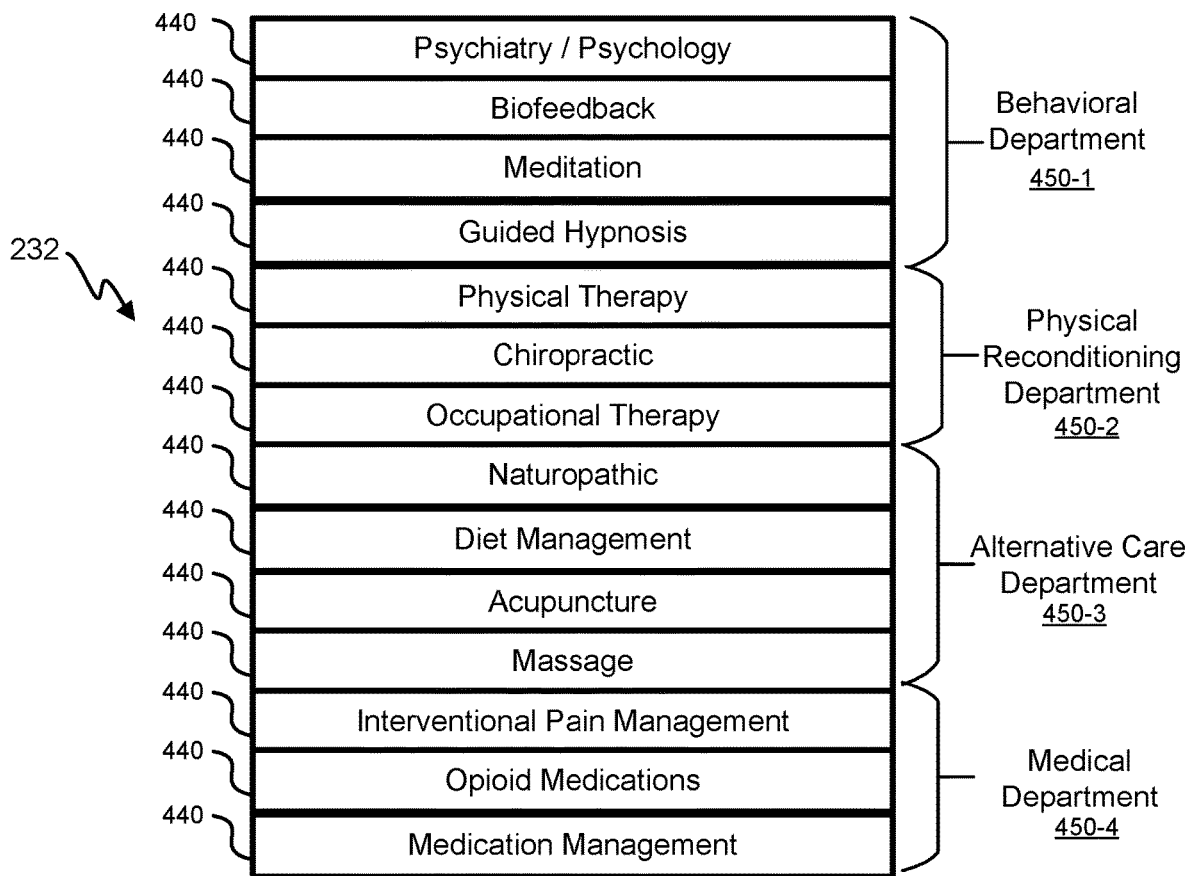 440
Psychiatry / Psychology
440
Biofeedback
440
Meditation
440
Guided Hypnosis
Behavioral
Department
450-1
232
440
Physical Therapy
440
Chiropractic
440
Occupational Therapy
Physical
Reconditioning
Department
450-2
440
Naturopathic
440
Diet Management
440
Acupuncture
440
Massage
Alternative Care
Department
450-3
440
Interventional Pain Management
440
Opioid Medications
440
Medication Management
Medical
Department
450-4